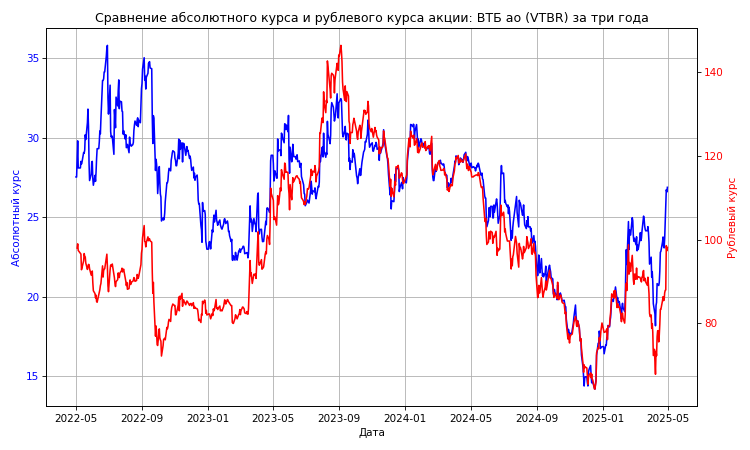 Сравнение абсолютного курса и рублевого курса акции: ВТБ ао (VTBR) за три года
35
30
25
20
15
Абсолютный курс
140
120
100
80
Рублевый курс
2022-05 2022-09 2022-11 2023-01 2023-05 2023-09 2024-01 2024-05 2024-09 2025-01 2025-05
Дата